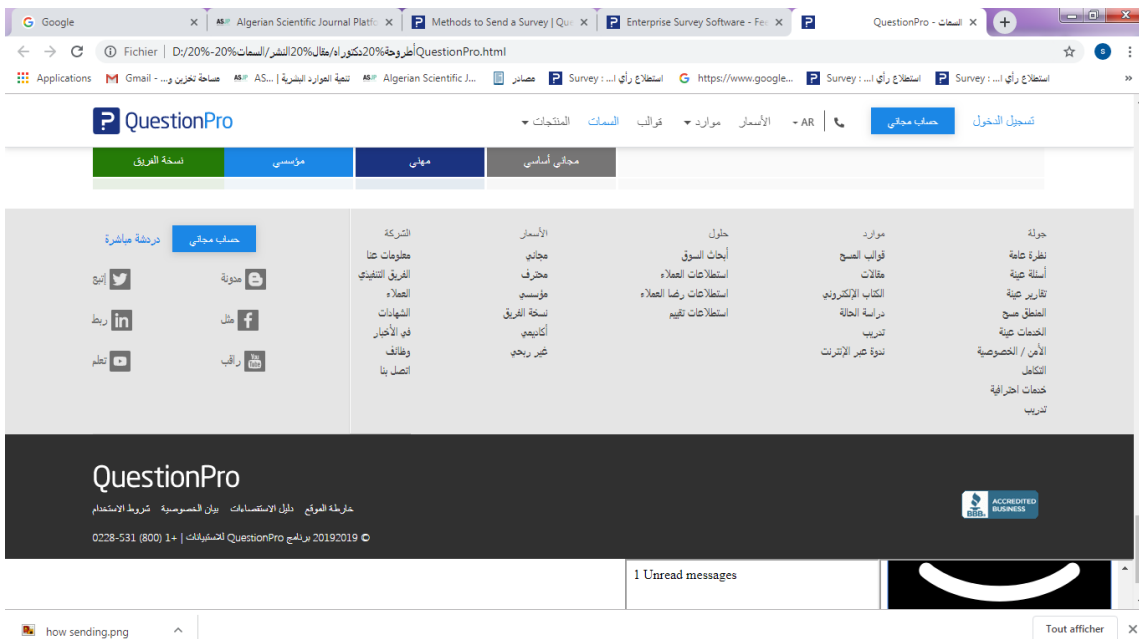 Google
Algerian Scientific Journal Platfo
Methods to Send a Survey | Que
Enterprise Survey Software - Fe
QuestionPro - السمات
Fichier | D:/20%-20%أطروحة%20دكتوراه/مقال%20النشر/السماتQuestionPro.html
Applications
Gmail - مساحة تخزين و...
ASJP AS... | تنمية الموارد البشرية
ASJP Algerian Scientific J...
مصادر
Survey : ...استطلاع رأي ا
https://www.google...
Survey : ...استطلاع رأي ا
Survey : ...استطلاع رأي ا
QuestionPro
المنتجات السمات قوالب موارد الأسعار AR حساب مجاني تسجيل الدخول
مجاني أساسي مهني مؤسسي نسخة الفريق
جولة
نظرة عامة
أسئلة عينة
تقارير عينة
المنطق مسح
الخدمات عينة
الأمن / الخصوصية
التكامل
خدمات احترافية
تدريب
موارد
قوالب المسح
مقالات
الكتاب الإلكتروني
دراسة الحالة
تدريب
ندوة عبر الإنترنت
حلول
أبحاث السوق
استطلاعات العملاء
استطلاعات رضا العملاء
استطلاعات تقييم
الأسعار
مجاني
محترف
مؤسسي
نسخة الفريق
أكاديمي
غير ربحي
الشركة
معلومات عنا
الفريق التنفيذي
العملاء
الشهادات
في الأخبار
وظائف
اتصل بنا
حساب مجاني دردشة مباشرة
مدونة إتبع
مثل ربط
راقب تعلم
QuestionPro
خارطة الموقع دليل الاستقصاءات بيان الخصوصية شروط الاستخدام
© 20192019 برنامج QuestionPro للاستبيانات | +1 (800) 531-0228
BBB. ACCREDITED
BUSINESS
1 Unread messages
how sending.png
Tout afficher